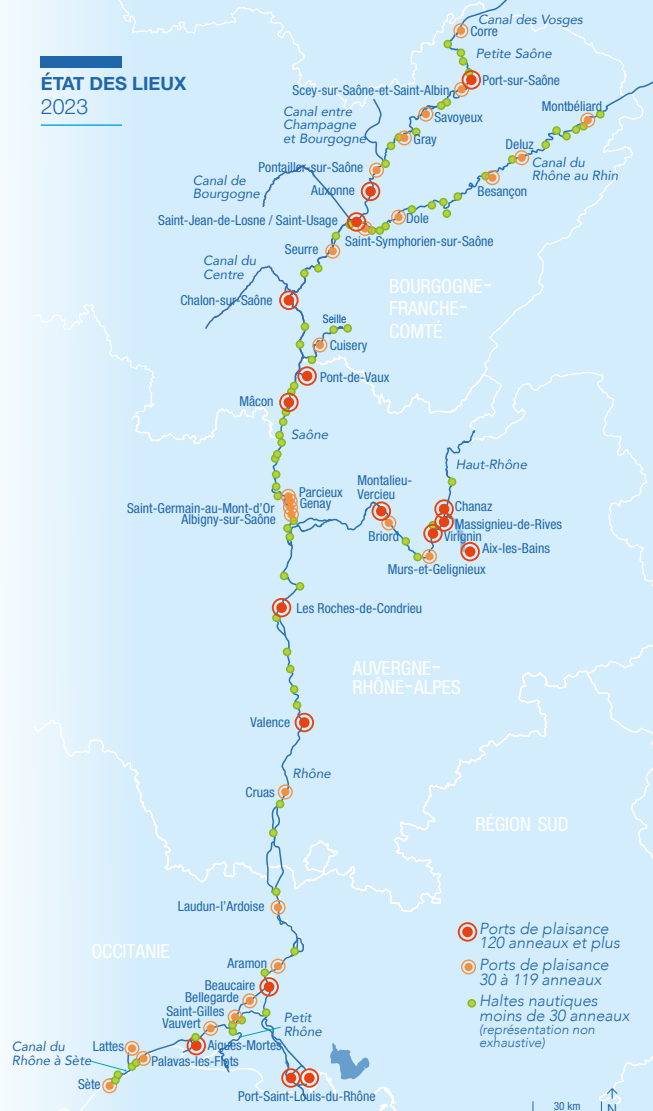 Canal des Vosges
Corre
ÉTAT DES LIEUX
2023
Petite Saône
Port-sur-Saône
Scey-sur-Saône-et-Saint-Albin
Montbéliard
Canal entre
Champagne
et Bourgogne
Savoyeux
Gray
Deluz
Canal du
Rhône au Rhin
Pontailler-sur-Saône
Canal de
Bourgogne
Auxonne
Besançon
Saint-Jean-de-Losne / Saint-Usage
Dole
Saint-Symphorien-sur-Saône
Seurre
Canal du
Centre
BOURGOGNE-
FRANCHE-
COMTÉ
Chalon-sur-Saône
Seille
Cuisery
Pont-de-Vaux
Mâcon
Saône
Haut-Rhône
Montalieu-
Vercieu
Parcieux
Genay
Saint-Germain-au-Mont-d'Or
Albigny-sur-Saône
Chanaz
Massignieu-de-Rives
Virignin
Briord
Aix-les-Bains
Murs-et-Gelignieux
Les Roches-de-Condrieu
AUVERGNE-
RHÔNE-ALPES
Valence
Rhône
Cruas
RÉGION SUD
Laudun-l'Ardoise
OCCITANIE
Ports de plaisance
120 anneaux et plus
Ports de plaisance
30 à 119 anneaux
Haltes nautiques
moins de 30 anneaux
(représentation non
exhaustive)
Aramon
Beaucaire
Bellegarde
Saint-Gilles
Vauvert
Petit
Rhône
Canal du
Rhône à Sète
Lattes
Aigues-Mortes
Palavas-les-Flots
Sète
Port-Saint-Louis-du-Rhône
30 km
N